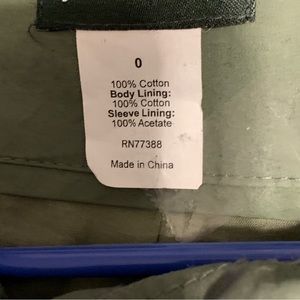 0
100% Cotton
Body Lining:
100% Cotton
Sleeve Lining:
100% Acetate
RN77388
Made in China